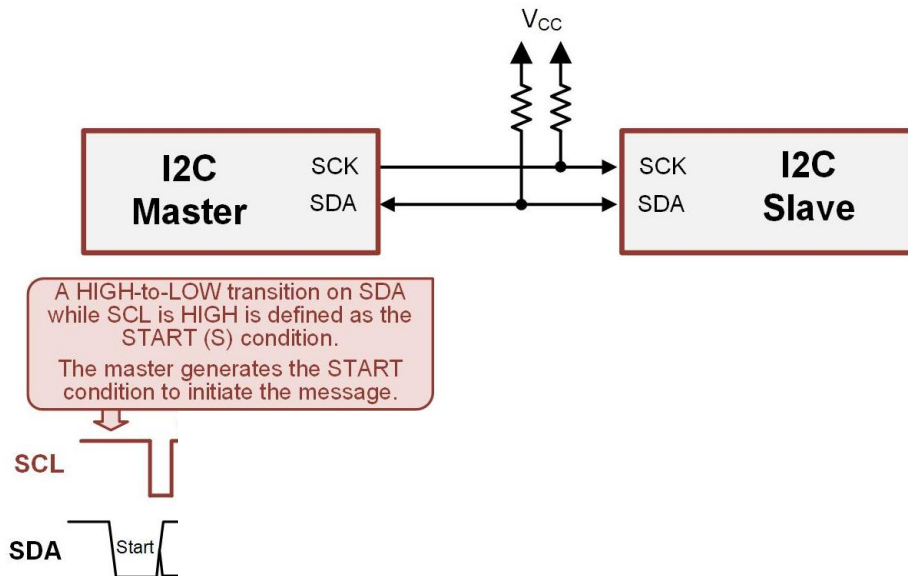 VCC
I2C
Master
SCK
SDA
SCK
SDA
I2C
Slave
A HIGH-to-LOW transition on SDA
while SCL is HIGH is defined as the
START (S) condition.
The master generates the START
condition to initiate the message.
SCL
SDA
Start